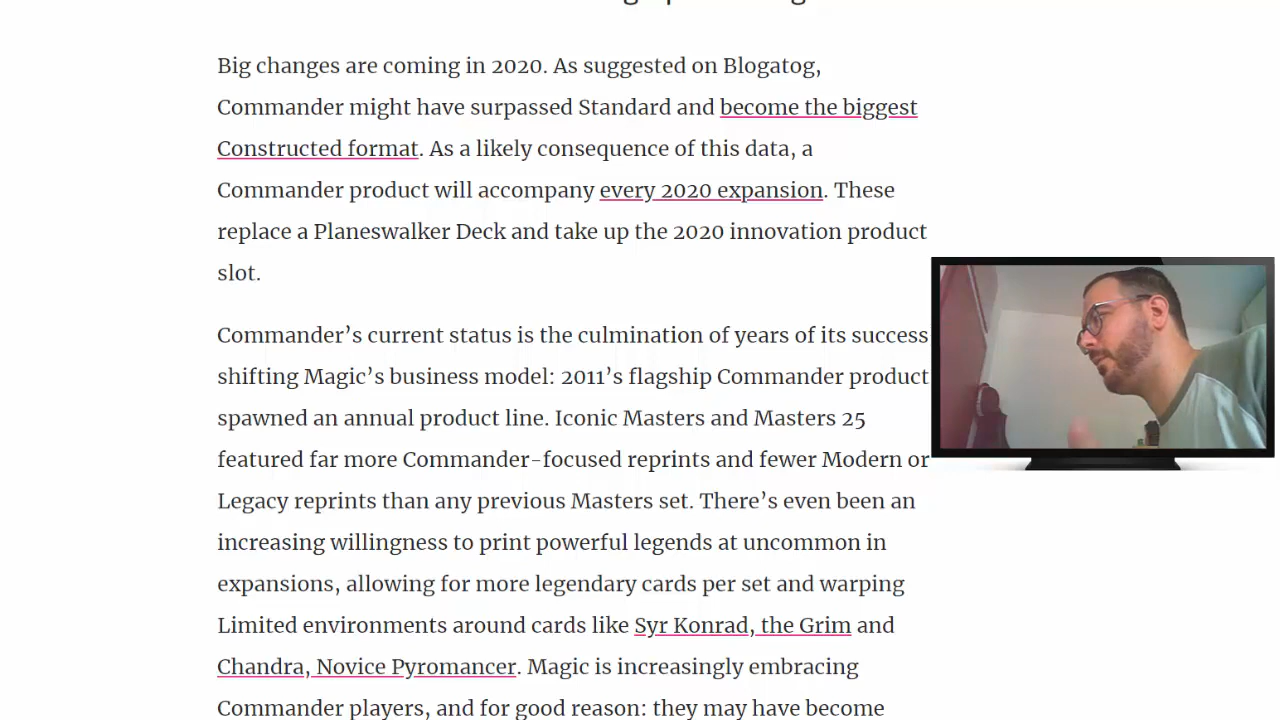 Big changes are coming in 2020. As suggested on Blogatog,
Commander might have surpassed Standard and become the biggest
Constructed format. As a likely consequence of this data, a
Commander product will accompany every 2020 expansion. These
replace a Planeswalker Deck and take up the 2020 innovation product
slot.
Commander’s current status is the culmination of years of its success
shifting Magic’s business model: 2011’s flagship Commander product
spawned an annual product line. Iconic Masters and Masters 25
featured far more Commander-focused reprints and fewer Modern or
Legacy reprints than any previous Masters set. There’s even been an
increasing willingness to print powerful legends at uncommon in
expansions, allowing for more legendary cards per set and warping
Limited environments around cards like Syr Konrad, the Grim and
Chandra, Novice Pyromancer. Magic is increasingly embracing
Commander players, and for good reason: they may have become